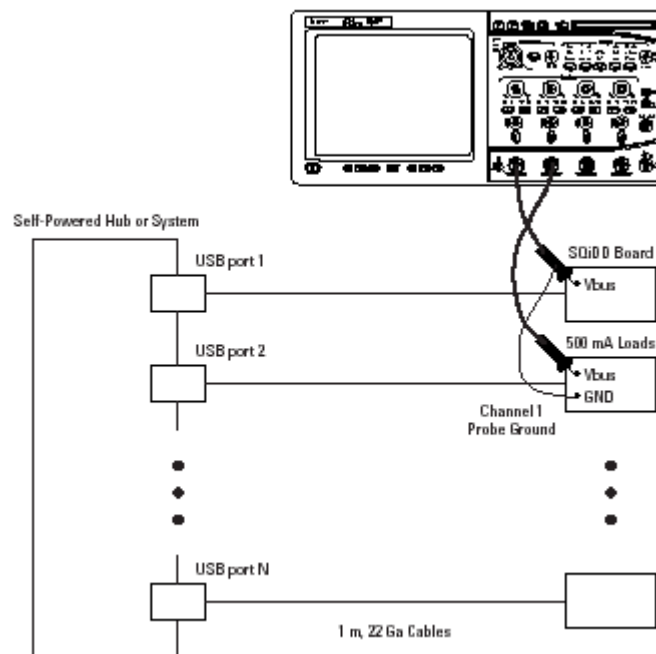 Self-Powered Hub or System
USB port 1
SQiDD Board
Vbus
USB port 2
500 mA Loads
Vbus
GND
Channel 1
Probe Ground
USB port N
1 m, 22 Ga Cables